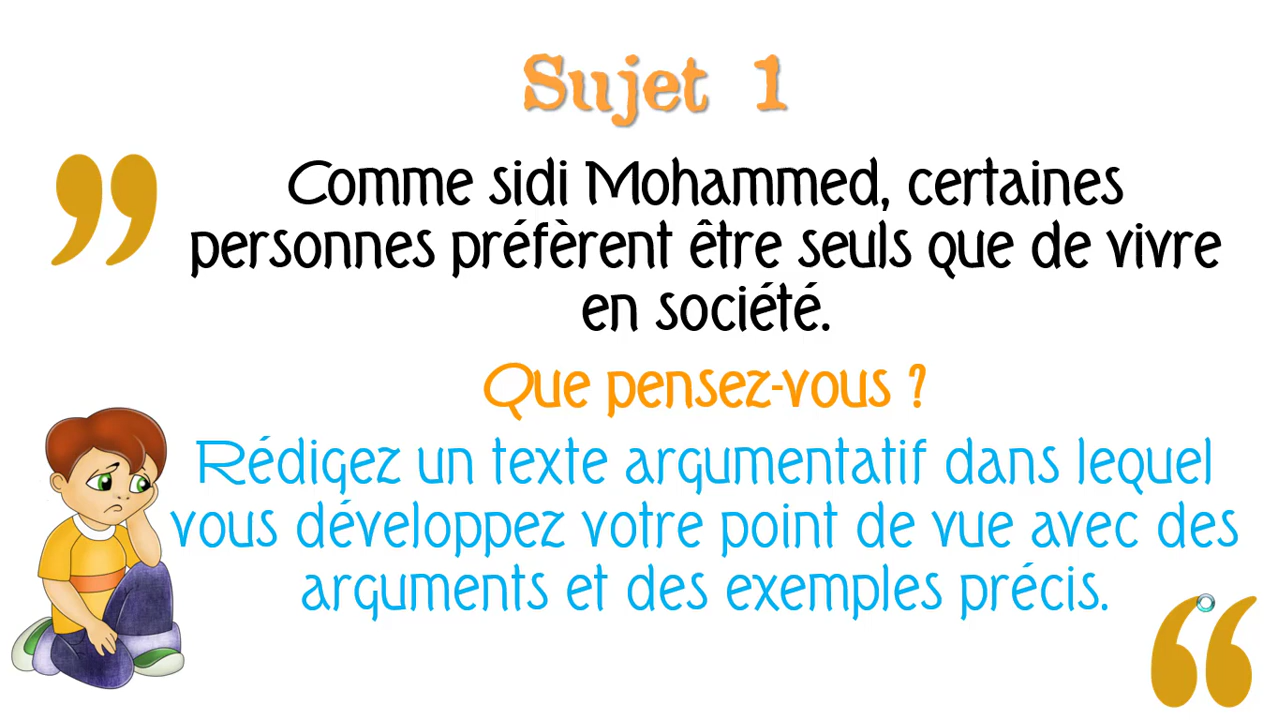 Sujet 1
Comme sidi Mohammed, certaines
personnes préfèrent être seuls que de vivre
en société.
Que pensez-vous ?
Rédigez un texte argumentatif dans lequel
vous développez votre point de vue avec des
arguments et des exemples précis.